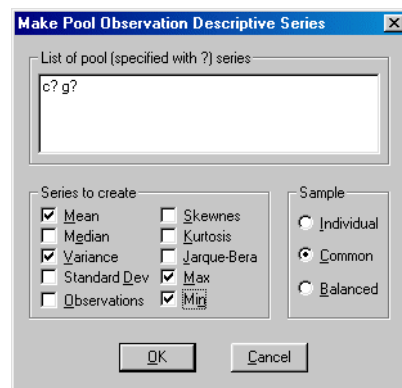 Make Pool Observation Descriptive Series
List of pool (specified with ?) series
c? g?
Series to create
Mean
Skewnes
Median
Kurtosis
Variance
Jarque-Bera
Standard Dev
Max
Observations
Min
Sample
Individual
Common
Balanced
OK
Cancel